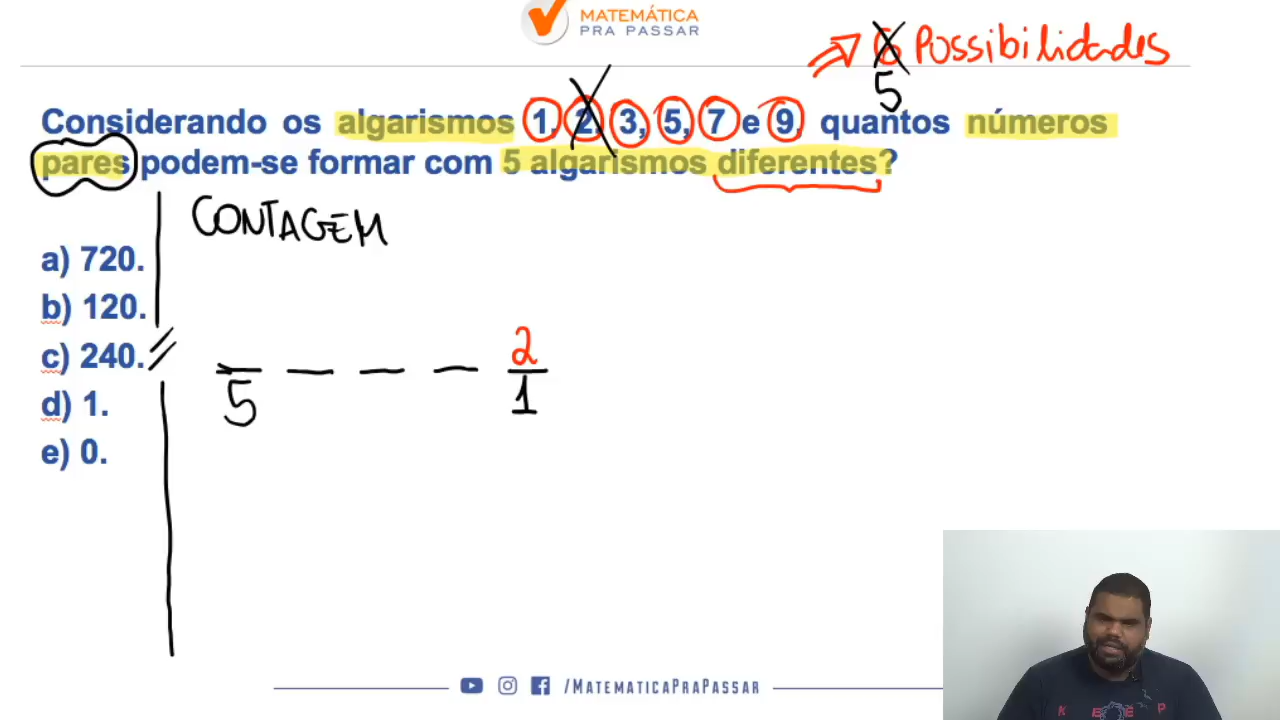 MATEMÁTICA
PRA PASSAR
6 Possibilidades
5
Considerando os algarismos 1, 2, 3, 5, 7 e 9, quantos números
pares podem-se formar com 5 algarismos diferentes?
CONTAGEM
a) 720.
b) 120.
c) 240.
d) 1.
e) 0.
2
5 1
/MATEMATICAPRAPASSAR